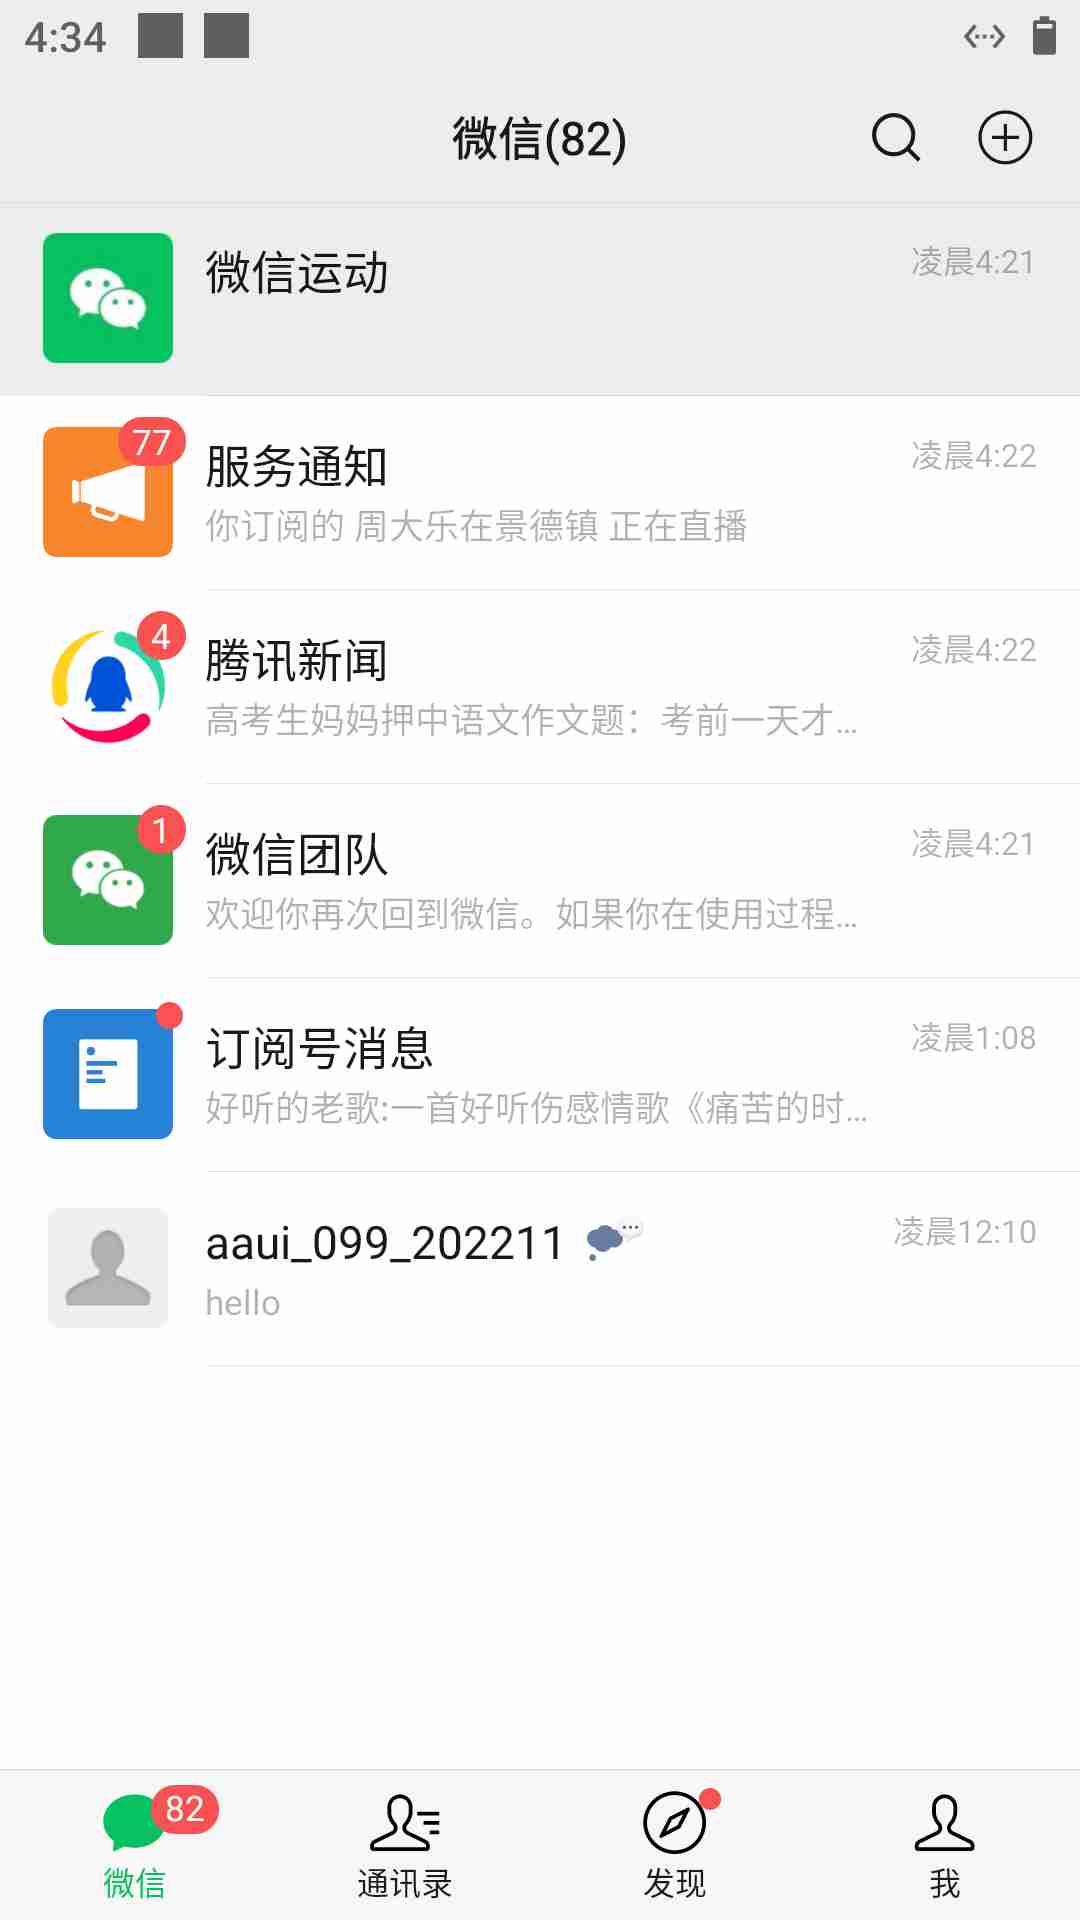 4:34
微信(82)
微信运动
凌晨4:21
77
服务通知
凌晨4:22
你订阅的 周大乐在景德镇 正在直播
4
腾讯新闻
凌晨4:22
高考生妈妈押中语文作文题：考前一天才...
1
微信团队
凌晨4:21
欢迎你再次回到微信。如果你在使用过程...
订阅号消息
凌晨1:08
好听的老歌:一首好听伤感情歌《痛苦的时...
aaui_099_202211
凌晨12:10
hello
82
微信
通讯录
发现
我